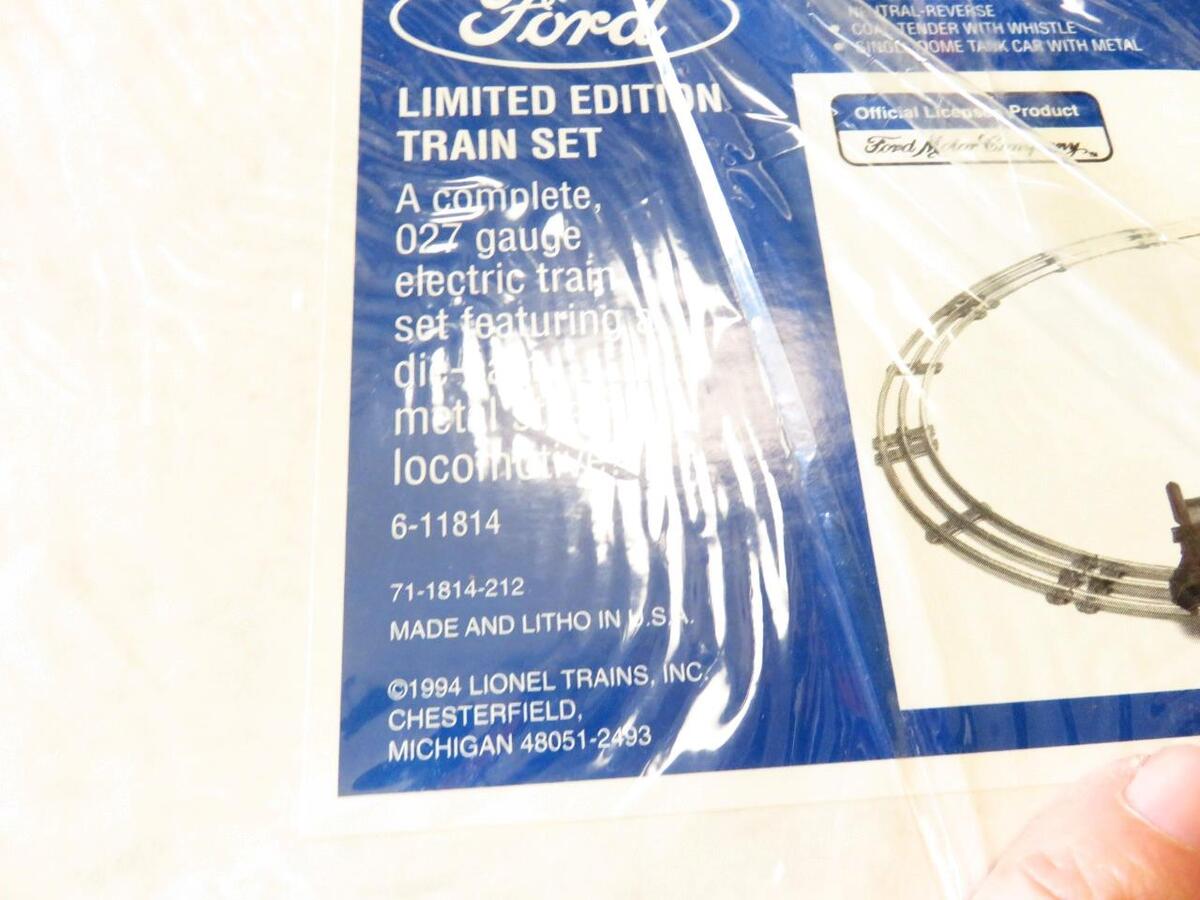 Ford
LIMITED EDITION
TRAIN SET
A complete,
027 gauge
electric train
set featuring a
metal
locomotive
6-11814
71-1814-212
MADE AND LITHO IN U.S.A.
©1994 LIONEL TRAINS, INC.
CHESTERFIELD,
MICHIGAN 48051-2493
NEUTRAL-REVERSE
• COAL TENDER WITH WHISTLE
• SINGLE DOME TANK CAR WITH METAL
Official Licensed Product
Ford Motor Company